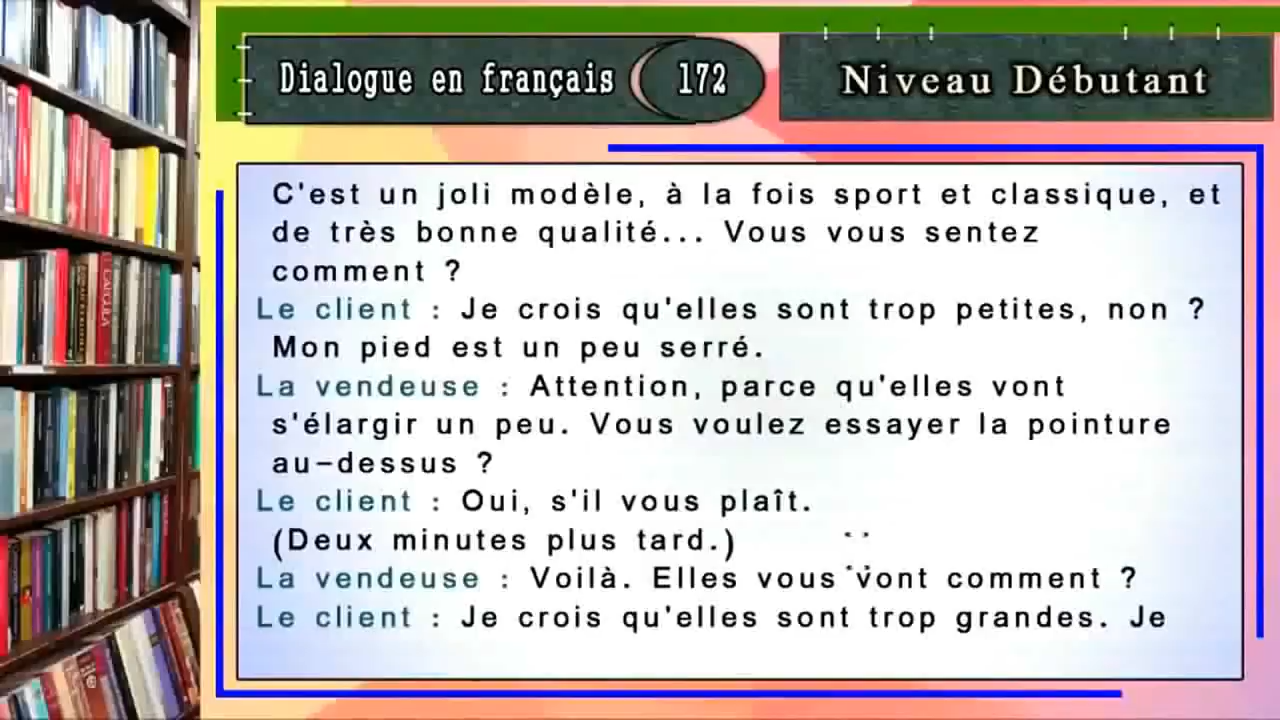 Dialogue en français 172
Niveau Débutant
C'est un joli modèle, à la fois sport et classique, et
de très bonne qualité... Vous vous sentez
comment ?
Le client : Je crois qu'elles sont trop petites, non ?
Mon pied est un peu serré.
La vendeuse : Attention, parce qu'elles vont
s'élargir un peu. Vous voulez essayer la pointure
au-dessus ?
Le client : Oui, s'il vous plaît.
(Deux minutes plus tard.)
La vendeuse : Voilà. Elles vous vont comment ?
Le client : Je crois qu'elles sont trop grandes. Je